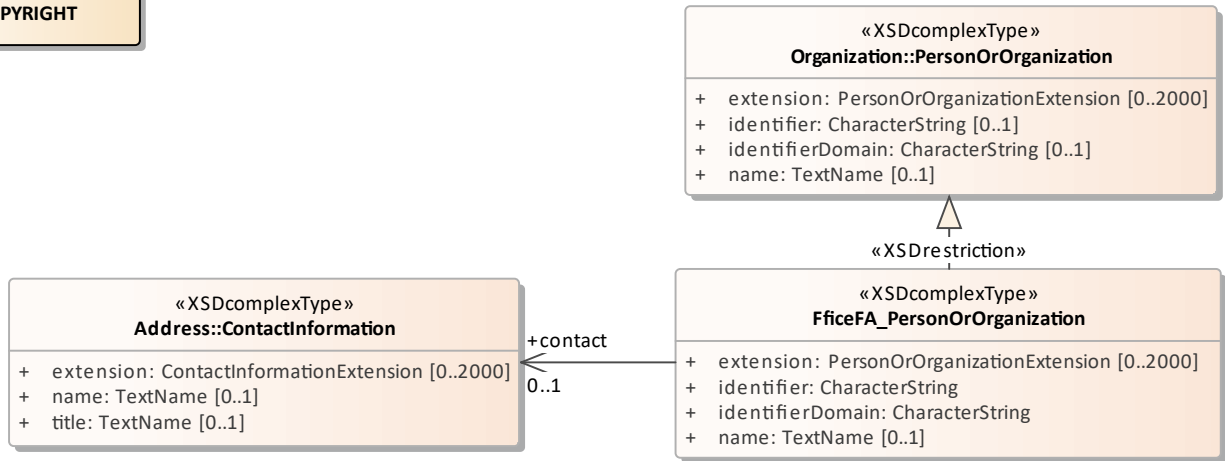 PYRIGHT
«XSDcomplexType»
Organization::PersonOrOrganization
+ extension: PersonOrOrganizationExtension [0..2000]
+ identifier: CharacterString [0..1]
+ identifierDomain: CharacterString [0..1]
+ name: TextName [0..1]
«XSDrestriction»
«XSDcomplexType»
Address::ContactInformation
+ extension: ContactInformationExtension [0..2000]
+ name: TextName [0..1]
+ title: TextName [0..1]
+contact
0..1
«XSDcomplexType»
FficeFA_PersonOrOrganization
+ extension: PersonOrOrganizationExtension [0..2000]
+ identifier: CharacterString
+ identifierDomain: CharacterString
+ name: TextName [0..1]